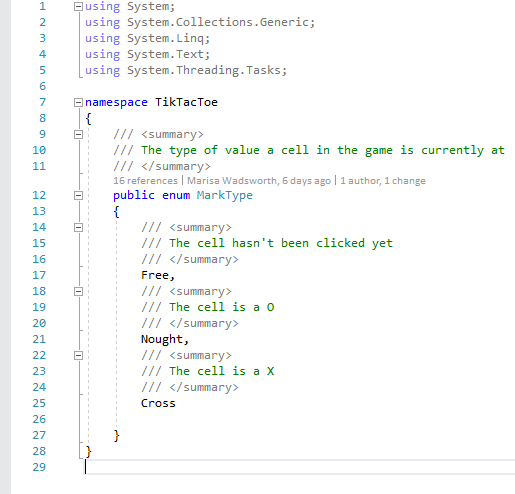 1 using System;
2 using System.Collections.Generic;
3 using System.Linq;
4 using System.Text;
5 using System.Threading.Tasks;
6
7 namespace TikTacToe
8 {
9 /// <summary>
10 /// The type of value a cell in the game is currently at
11 /// </summary>
16 references | Marisa Wadsworth, 6 days ago | 1 author, 1 change
12 public enum MarkType
13 {
14 /// <summary>
15 /// The cell hasn't been clicked yet
16 /// </summary>
17 Free,
18 /// <summary>
19 /// The cell is a O
20 /// </summary>
21 Nought,
22 /// <summary>
23 /// The cell is a X
24 /// </summary>
25 Cross
26
27 }
28 }
29